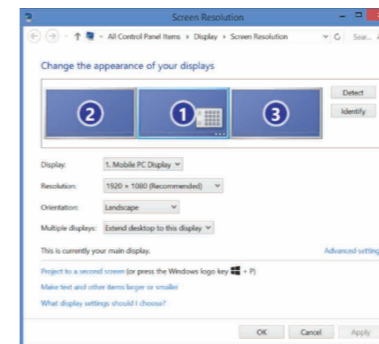 Screen Resolution
All Control Panel Items Display Screen Resolution
Change the appearance of your displays
Detect
Identify
2
1
3
Display: 1. Mobile PC Display
Resolution: 1920 × 1080 (Recommended)
Orientation: Landscape
Multiple displays: Extend desktop to this display
This is currently your main display. Advanced setting
Project to a second screen (or press the Windows logo key + P)
Make text and other items larger or smaller
What display settings should I choose?
OK Cancel Apply